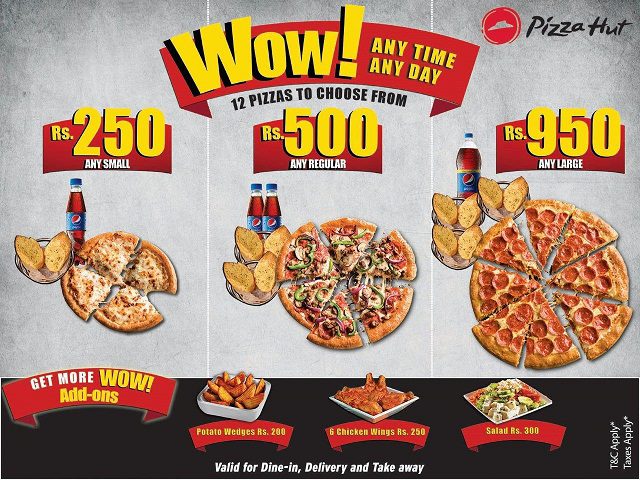 Wow!
ANY TIME
ANY DAY
12 PIZZAS TO CHOOSE FROM
Pizza Hut
Rs.250
ANY SMALL
Rs.500
ANY REGULAR
Rs.950
ANY LARGE
GET MORE WOW!
Add-ons
Potato Wedges Rs. 200
6 Chicken Wings Rs. 250
Salad Rs. 300
Valid for Dine-in, Delivery and Take away
T&C Apply*
Taxes Apply*